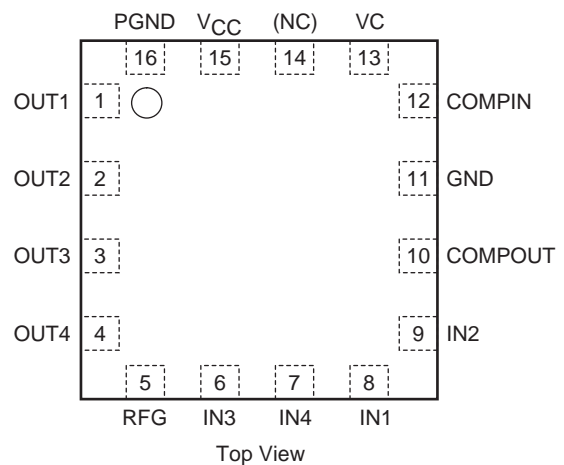 PGND VCC (NC) VC
16 15 14 13
OUT1 1 12 COMPIN
OUT2 2 11 GND
OUT3 3 10 COMPOUT
OUT4 4 9 IN2
5 6 7 8
RFG IN3 IN4 IN1
Top View